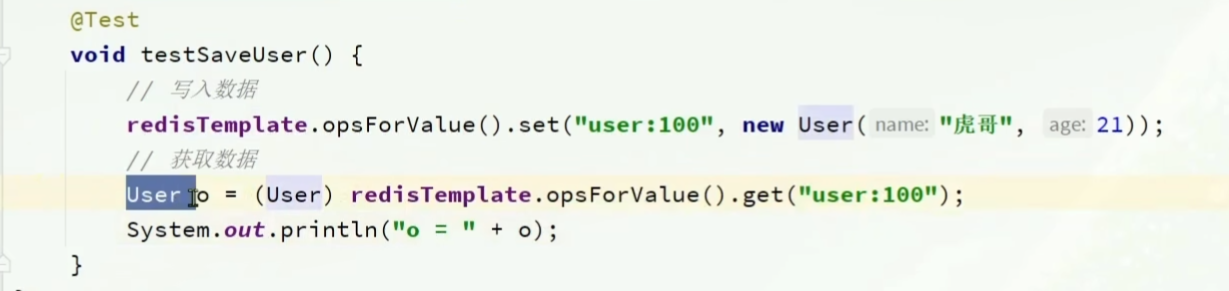 @Test
void testSaveUser() {
// 写入数据
redisTemplate.opsForValue().set("user:100", new User( name: "虎哥", age: 21));
// 获取数据
User o = (User) redisTemplate.opsForValue().get("user:100");
System.out.println("o = " + o);
}